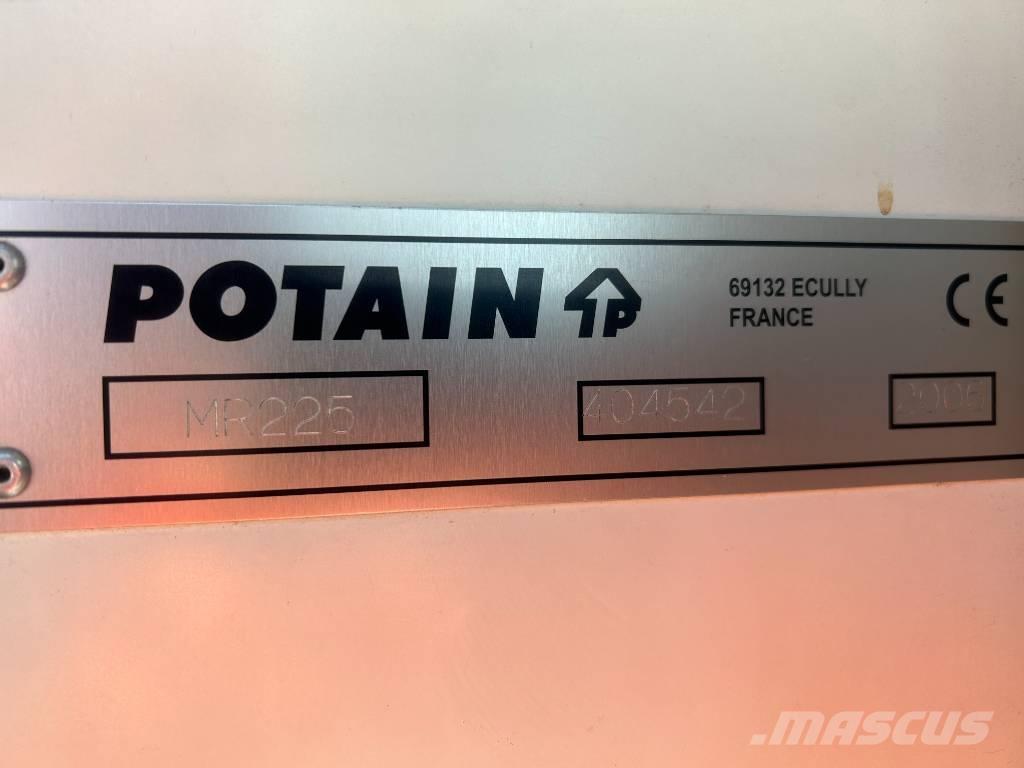 POTAIN
69132 ECULLY
FRANCE
CE
MR225
404542
MASCUS